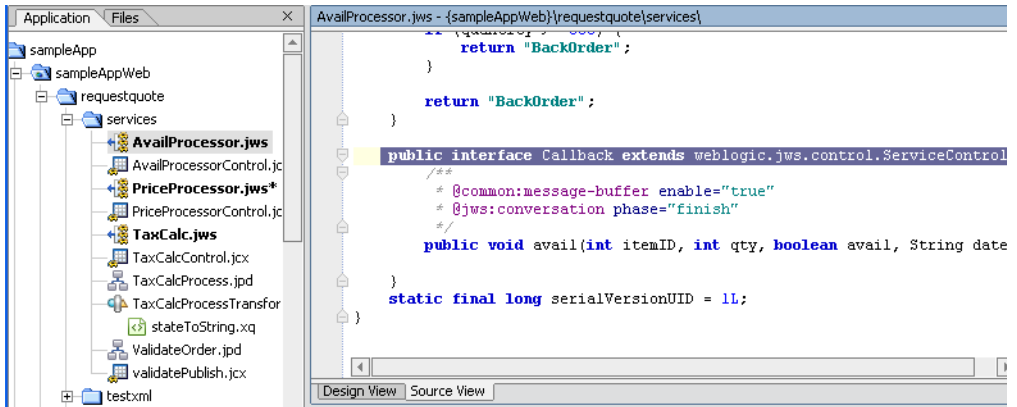 Application Files
sampleApp
sampleAppWeb
requestquote
services
AvailProcessor.jws
AvailProcessorControl.jc
PriceProcessor.jws*
PriceProcessorControl.jc
TaxCalc.jws
TaxCalcControl.jcx
TaxCalcProcess.jpd
TaxCalcProcessTransfor
stateToString.xq
ValidateOrder.jpd
validatePublish.jcx
testxml
AvailProcessor.jws - {sampleAppWeb}\requestquote\services\
return "BackOrder";
}
return "BackOrder";
}
public interface Callback extends weblogic.jws.control.ServiceControl
/**
* @common:message-buffer enable="true"
* @jws:conversation phase="finish"
*/
public void avail(int itemID, int qty, boolean avail, String date
}
static final long serialVersionUID = 1L;
}
Design View Source View